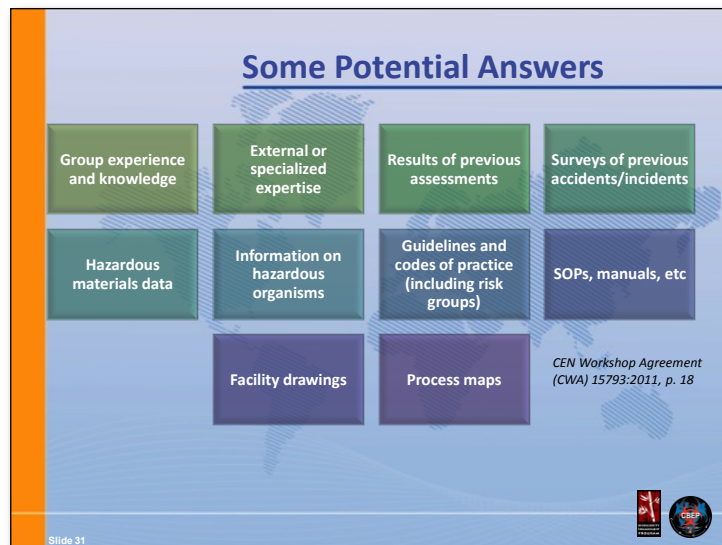 Some Potential Answers
Group experience
and knowledge
External or
specialized
expertise
Results of previous
assessments
Surveys of previous
accidents/incidents
Hazardous
materials data
Information on
hazardous
organisms
Guidelines and
codes of practice
(including risk
groups)
SOPs, manuals, etc
Facility drawings
Process maps
CEN Workshop Agreement
(CWA) 15793:2011, p. 18
CBEP
Slide 31